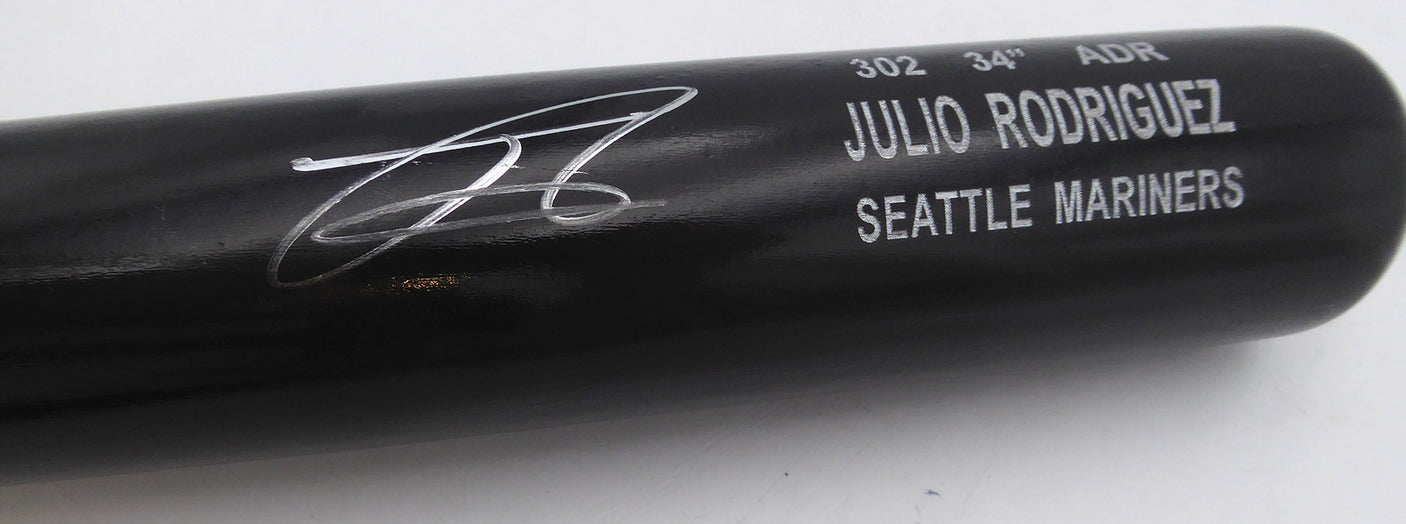 302 34" ADR
JULIO RODRIGUEZ
SEATTLE MARINERS